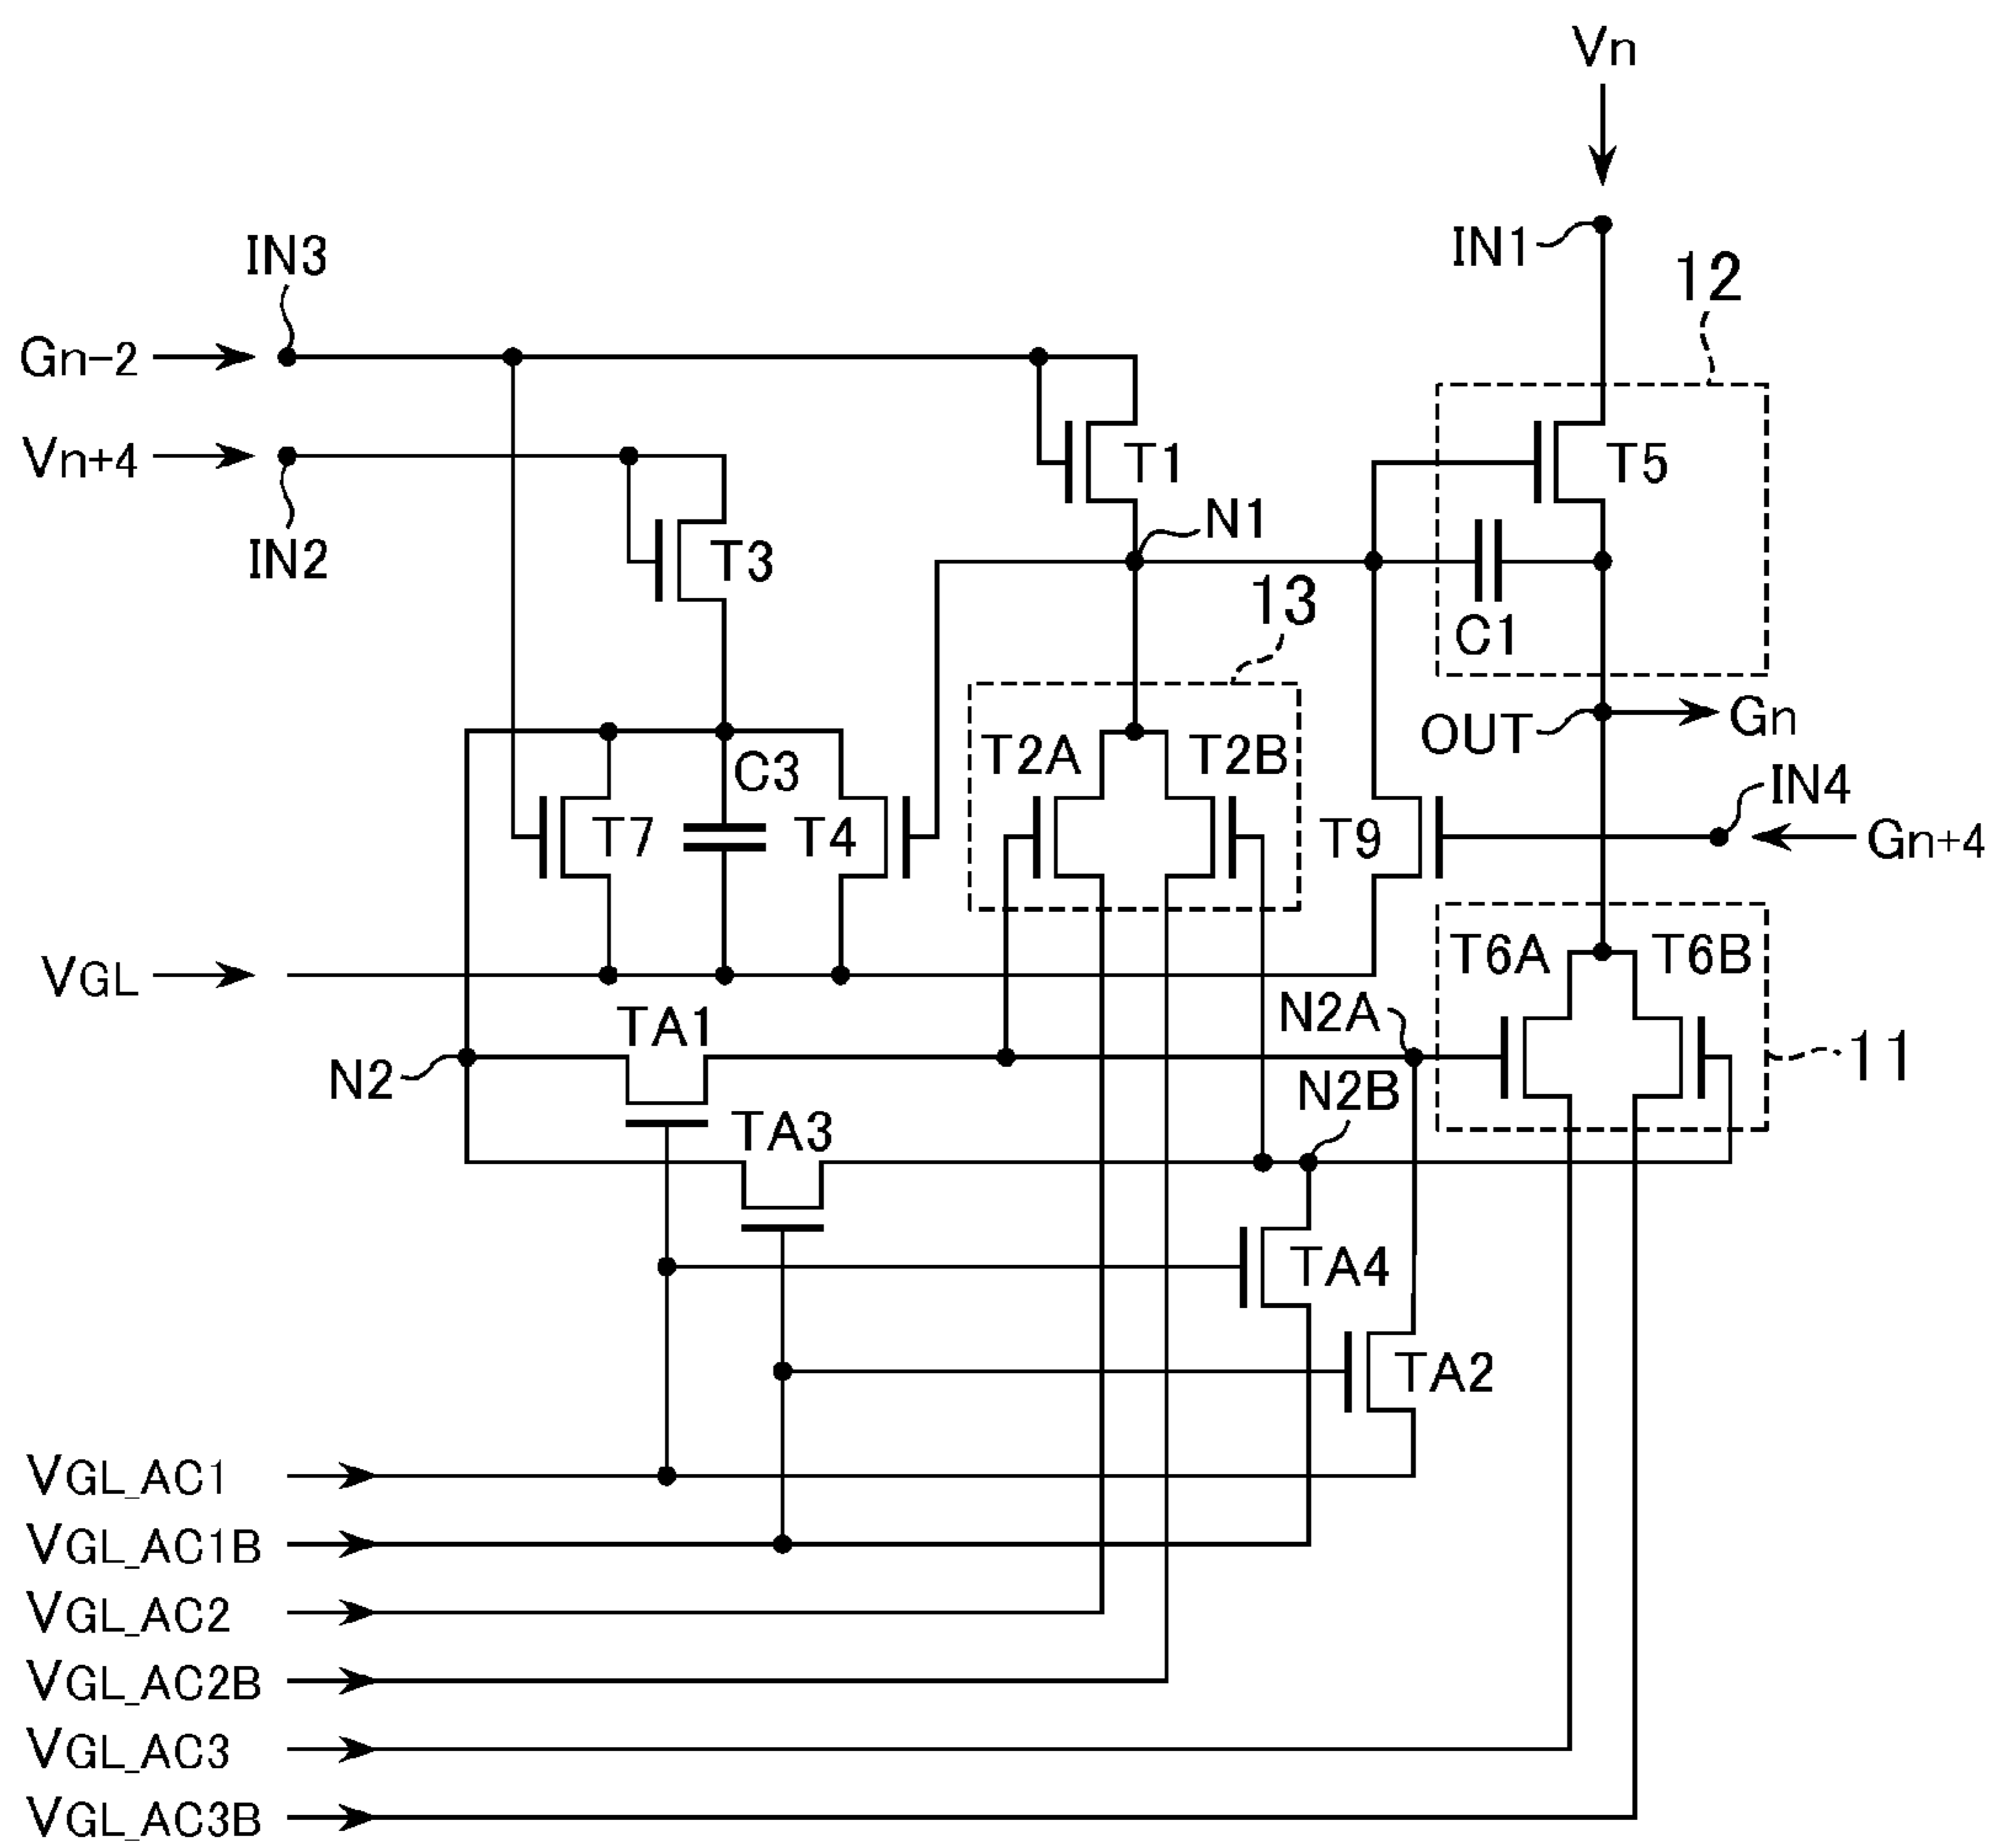 Vn
IN3
IN1
12
Gn-2
Vn+4
T1
T5
N1
IN2
T3
13
C1
OUT
Gn
C3
T2A
T2B
IN4
T7
T4
T9
Gn+4
VGL
T6A
T6B
TA1
N2A
11
N2
N2B
TA3
TA4
TA2
VGL_AC1
VGL_AC1B
VGL_AC2
VGL_AC2B
VGL_AC3
VGL_AC3B